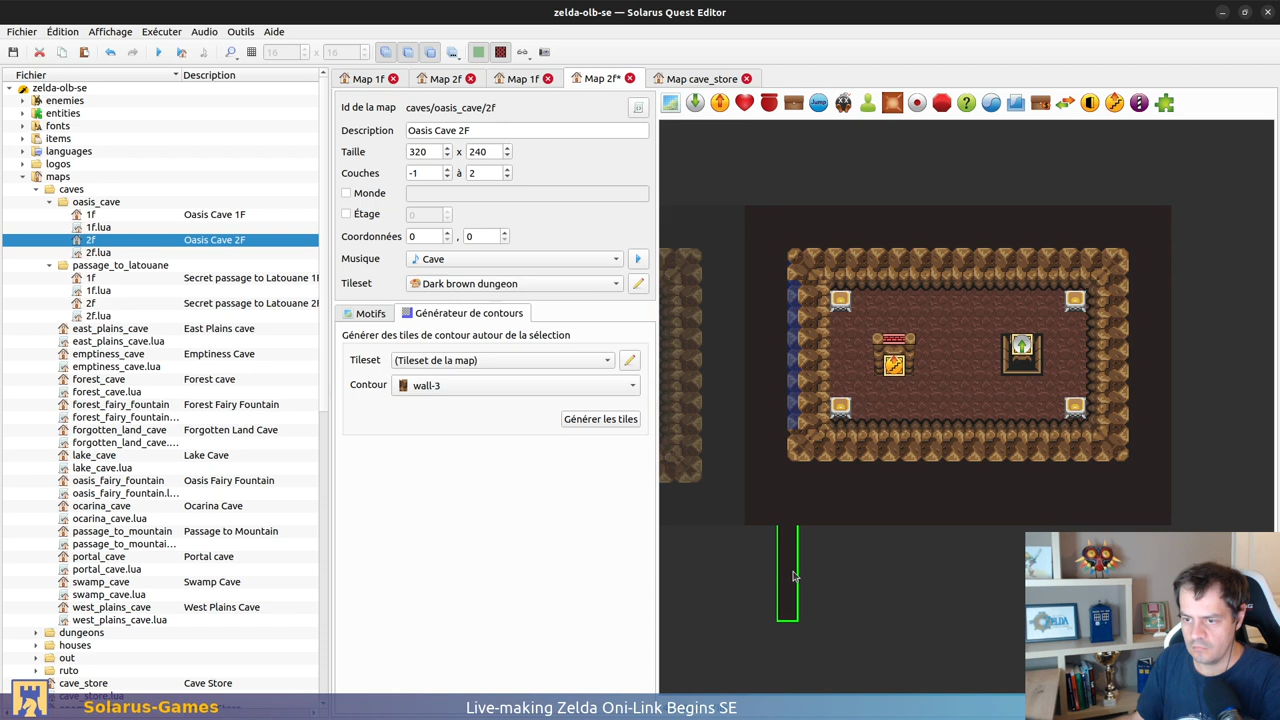 zelda-olb-se — Solarus Quest Editor
Fichier Édition Affichage Exécuter Audio Outils Aide
16 x 16
Fichier Description
zelda-olb-se
enemies
entities
fonts
items
languages
logos
maps
caves
oasis_cave
1f Oasis Cave 1F
1f.lua
2f Oasis Cave 2F
2f.lua
passage_to_latouane
1f Secret passage to Latouane 1F
1f.lua
2f Secret passage to Latouane 2F
2f.lua
east_plains_cave East Plains cave
east_plains_cave.lua
emptiness_cave Emptiness Cave
emptiness_cave.lua
forest_cave Forest cave
forest_cave.lua
forest_fairy_fountain Forest Fairy Fountain
forest_fairy_fountain...
forgotten_land_cave Forgotten Land Cave
forgotten_land_cave....
lake_cave Lake Cave
lake_cave.lua
oasis_fairy_fountain Oasis Fairy Fountain
oasis_fairy_fountain.l...
ocarina_cave Ocarina Cave
ocarina_cave.lua
passage_to_mountain Passage to Mountain
passage_to_mountai...
portal_cave Portal cave
portal_cave.lua
swamp_cave Swamp Cave
swamp_cave.lua
west_plains_cave West Plains Cave
west_plains_cave.lua
dungeons
houses
out
ruto
cave_store Cave Store
cave_store.lua
Map 1f Map 2f Map 1f Map 2f* Map cave_store
Id de la map caves/oasis_cave/2f
Description Oasis Cave 2F
Taille 320 x 240
Couches -1 à 2
Monde
Étage 0
Coordonnées 0 , 0
Musique Cave
Tileset Dark brown dungeon
Motifs Générateur de contours
Générer des tiles de contour autour de la sélection
Tileset (Tileset de la map)
Contour wall-3
Générer les tiles
Jump
Solarus-Games
Live-making Zelda Oni-Link Begins SE